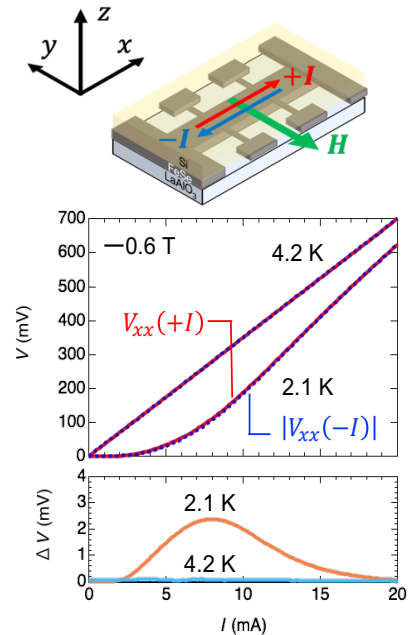 z
y
x
+I
−I
H
Si
FeSe
LaAlO3
700
600
500
400
300
200
100
0
V (mV)
—0.6 T
4.2 K
Vxx(+I)
2.1 K
|Vxx(−I)|
4
3
2
1
0
Δ V (mV)
2.1 K
4.2 K
0 5 10 15 20
I (mA)